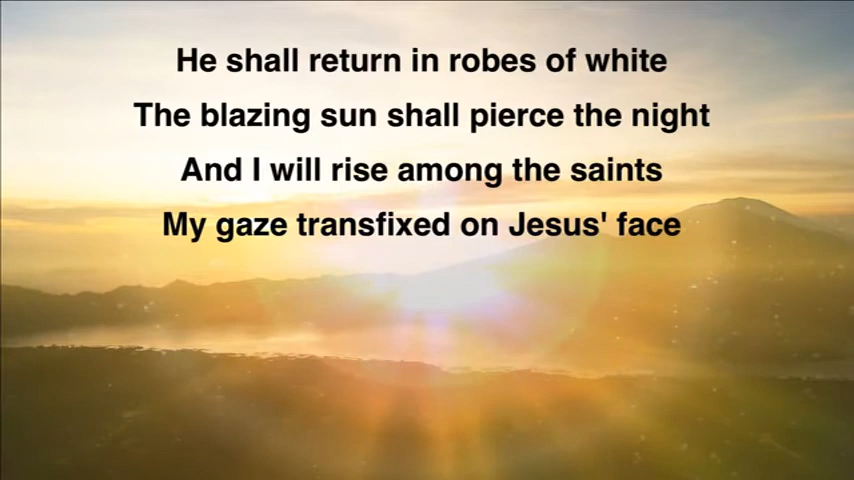 He shall return in robes of white
The blazing sun shall pierce the night
And I will rise among the saints
My gaze transfixed on Jesus' face